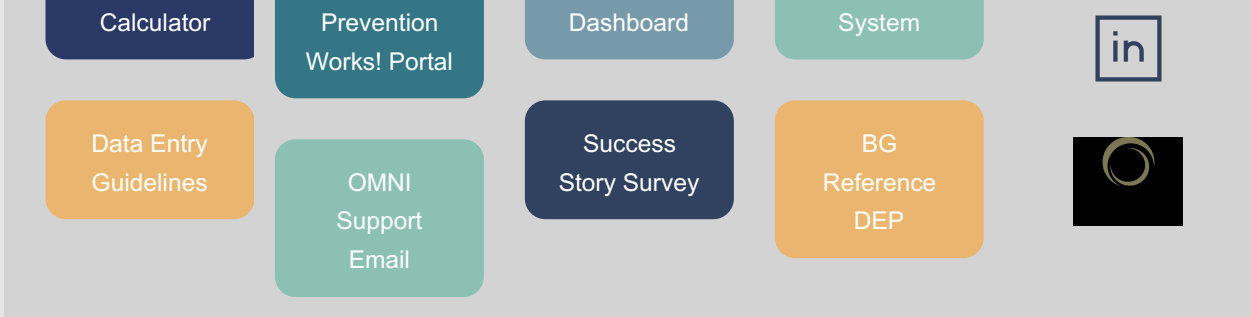 Calculator
Prevention
Works! Portal
Dashboard
System
in
Data Entry
Guidelines
OMNI
Support
Email
Success
Story Survey
BG
Reference
DEP